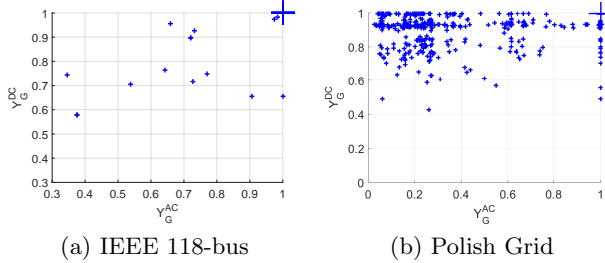 1
0.9
0.8
0.7
0.6
0.5
0.4
0.3
0.3 0.4 0.5 0.6 0.7 0.8 0.9 1
Y_G^DC
Y_G^AC
(a) IEEE 118-bus
1
0.8
0.6
0.4
0.2
0
0 0.2 0.4 0.6 0.8 1
Y_G^DC
Y_G^AC
(b) Polish Grid